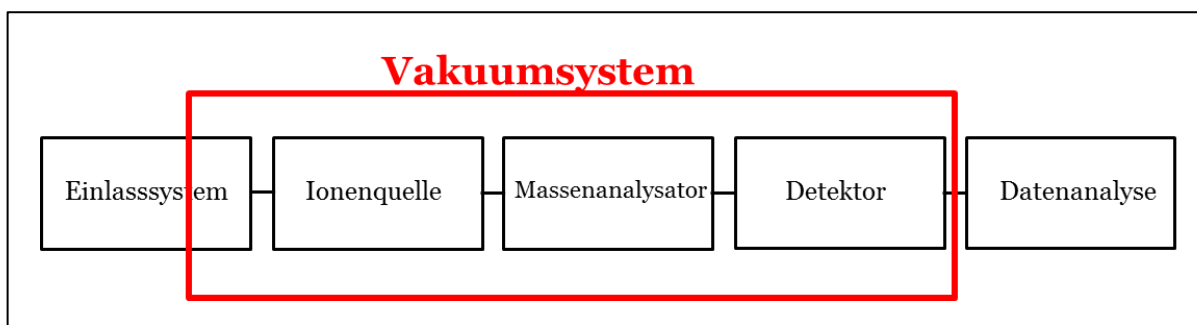 Vakuumsystem
Einlasssystem
Ionenquelle
Massenanalysator
Detektor
Datenanalyse